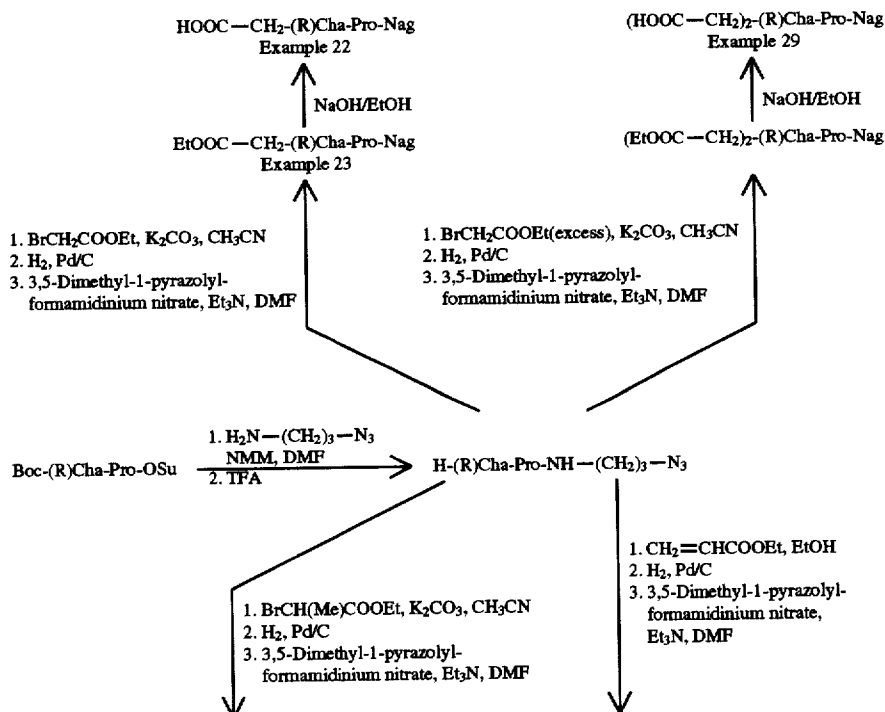 HOOC—CH2-(R)Cha-Pro-Nag
Example 22
NaOH/EtOH
EtOOC—CH2-(R)Cha-Pro-Nag
Example 23
1. BrCH2COOEt, K2CO3, CH3CN
2. H2, Pd/C
3. 3,5-Dimethyl-1-pyrazolyl-
formamidinium nitrate, Et3N, DMF
(HOOC—CH2)2-(R)Cha-Pro-Nag
Example 29
NaOH/EtOH
(EtOOC—CH2)2-(R)Cha-Pro-Nag
1. BrCH2COOEt(excess), K2CO3, CH3CN
2. H2, Pd/C
3. 3,5-Dimethyl-1-pyrazolyl-
formamidinium nitrate, Et3N, DMF
Boc-(R)Cha-Pro-OSu
1. H2N—(CH2)3—N3
NMM, DMF
2. TFA
H-(R)Cha-Pro-NH—(CH2)3—N3
1. BrCH(Me)COOEt, K2CO3, CH3CN
2. H2, Pd/C
3. 3,5-Dimethyl-1-pyrazolyl-
formamidinium nitrate, Et3N, DMF
1. CH2=CHCOOEt, EtOH
2. H2, Pd/C
3. 3,5-Dimethyl-1-pyrazolyl-
formamidinium nitrate,
Et3N, DMF